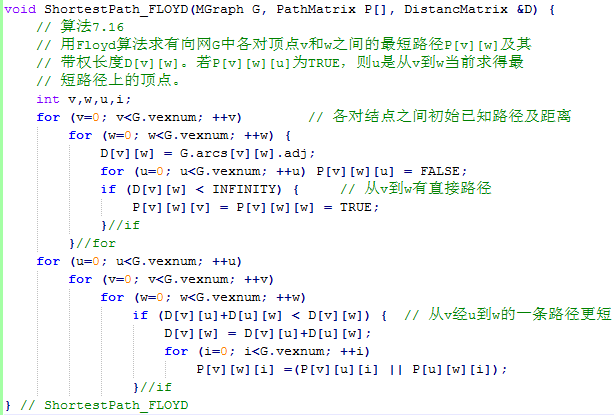 void ShortestPath_FLOYD(MGraph G, PathMatrix P[], DistancMatrix &D) {
    // 算法7.16
    // 用Floyd算法求有向网G中各对顶点v和w之间的最短路径P[v][w]及其
    // 带权长度D[v][w]。若P[v][w][u]为TRUE，则u是从v到w当前求得最
    // 短路径上的顶点。
    int v,w,u,i;
    for (v=0; v<G.vexnum; ++v)        // 各对结点之间初始已知路径及距离
        for (w=0; w<G.vexnum; ++w) {
            D[v][w] = G.arcs[v][w].adj;
            for (u=0; u<G.vexnum; ++u) P[v][w][u] = FALSE;
            if (D[v][w] < INFINITY) {     // 从v到w有直接路径
                P[v][w][v] = P[v][w][w] = TRUE;
            }//if
        }//for
    for (u=0; u<G.vexnum; ++u)
        for (v=0; v<G.vexnum; ++v)
            for (w=0; w<G.vexnum; ++w)
                if (D[v][u]+D[u][w] < D[v][w]) {  // 从v经u到w的一条路径更短
                    D[v][w] = D[v][u]+D[u][w];
                    for (i=0; i<G.vexnum; ++i)
                        P[v][w][i] =(P[v][u][i] || P[u][w][i]);
                }//if
} // ShortestPath_FLOYD